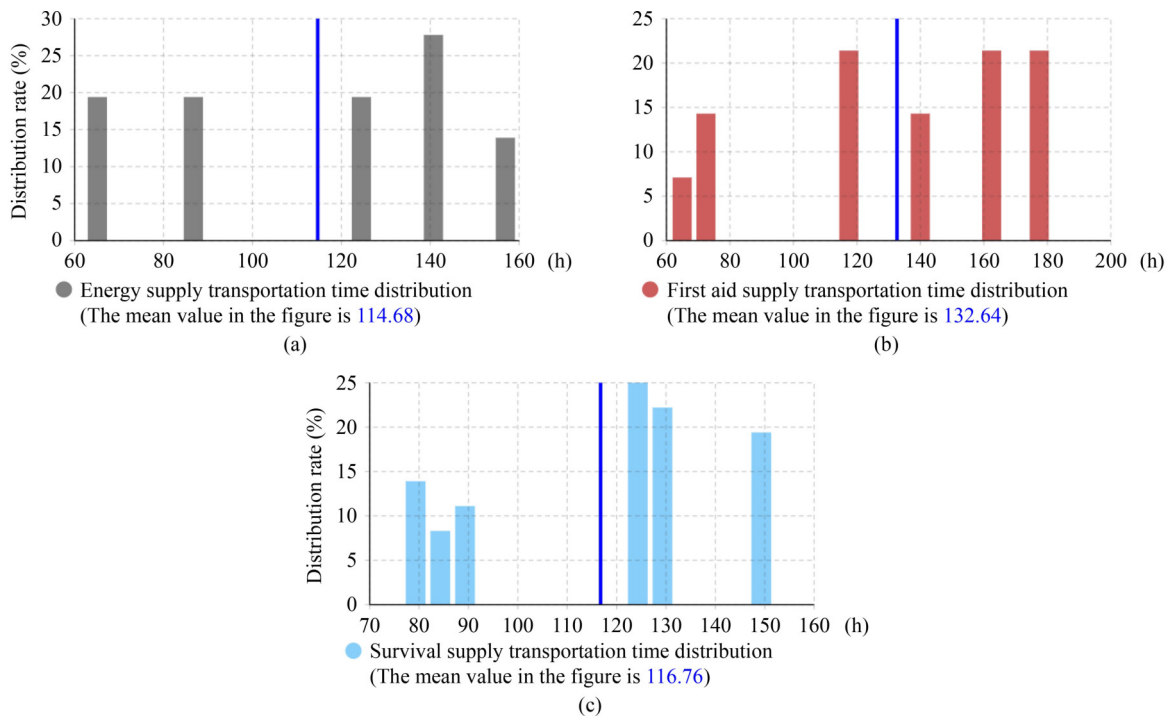 30
25
20
15
10
5
0
Distribution rate (%)
60 80 100 120 140 160 (h)
Energy supply transportation time distribution
(The mean value in the figure is 114.68)
(a)
25
20
15
10
5
0
60 80 100 120 140 160 180 200 (h)
First aid supply transportation time distribution
(The mean value in the figure is 132.64)
(b)
25
20
15
10
5
0
Distribution rate (%)
70 80 90 100 110 120 130 140 150 160 (h)
Survival supply transportation time distribution
(The mean value in the figure is 116.76)
(c)